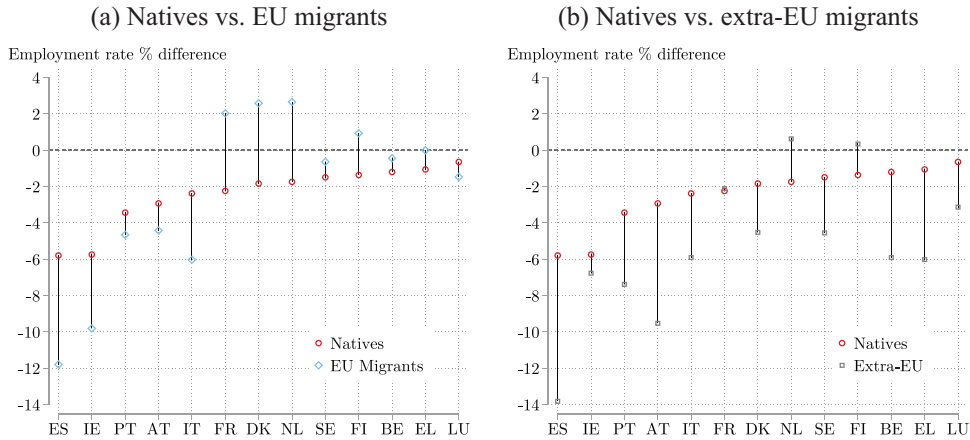 (a) Natives vs. EU migrants
Employment rate % difference
4
2
0
-2
-4
-6
-8
-10
-12
-14
ES IE PT AT IT FR DK NL SE FI BE EL LU
Natives
EU Migrants
(b) Natives vs. extra-EU migrants
Employment rate % difference
4
2
0
-2
-4
-6
-8
-10
-12
-14
ES IE PT AT IT FR DK NL SE FI BE EL LU
Natives
Extra-EU